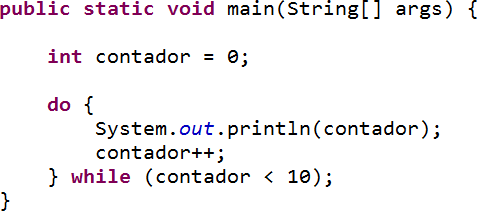 public static void main(String[] args) {
int contador = 0;
do {
System.out.println(contador);
contador++;
} while (contador < 10);
}